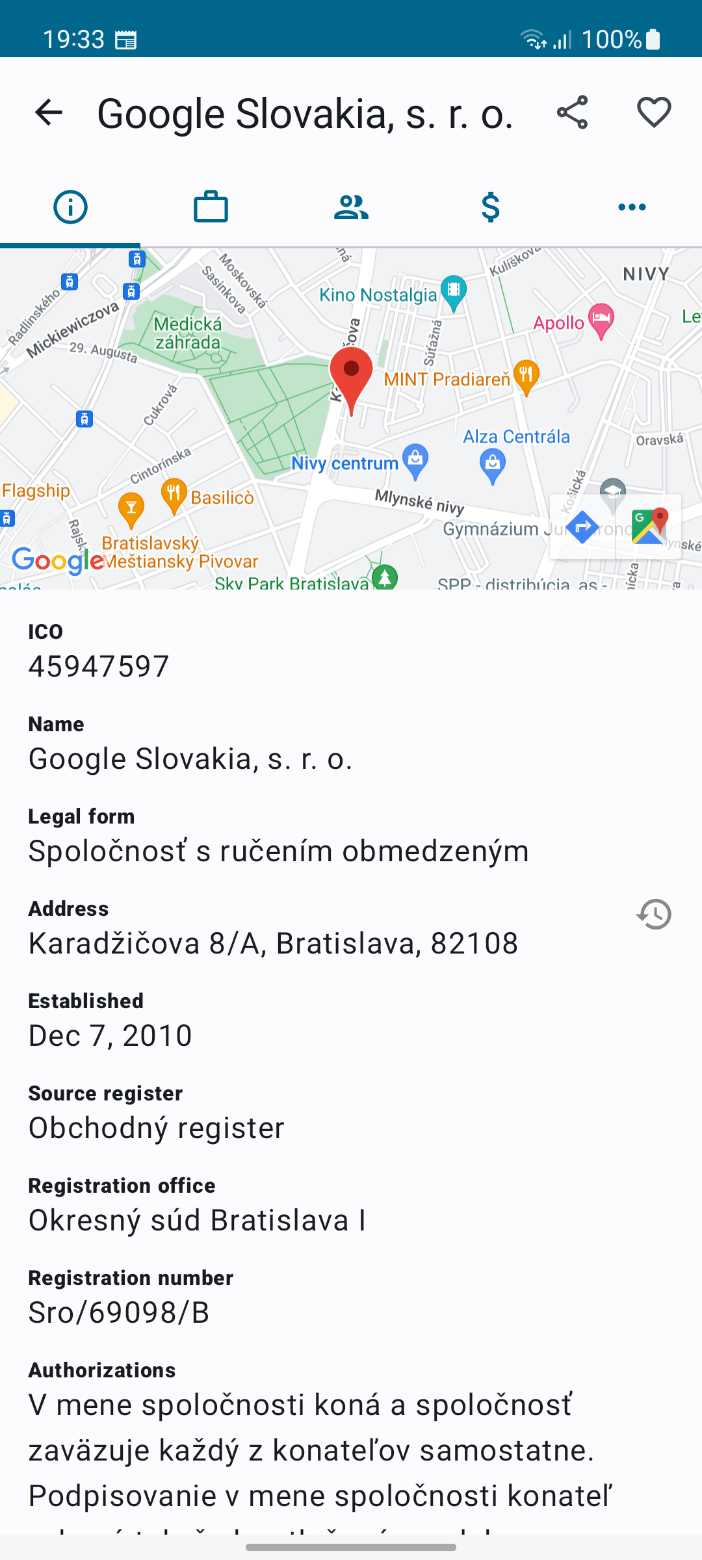 19:33
100%
Google Slovakia, s. r. o.
Moskovská
Sasinkova
Kulíškova
NIVY
Radlinského
Kino Nostalgia
Mickiewiczova
Medická
záhrada
Apollo
29. Augusta
Súťažná
MINT Pradiareň
Cukrová
Alza Centrála
Oravská
Nivy centrum
Cintorínska
Flagship
Basilicò
Košická
Mlynské nivy
Gymnázium
Bratislavský
Meštiansky Pivovar
Google
Sky Park Bratislava
SPP - distribúcia, as -
ICO
45947597
Name
Google Slovakia, s. r. o.
Legal form
Spoločnosť s ručením obmedzeným
Address
Karadžičova 8/A, Bratislava, 82108
Established
Dec 7, 2010
Source register
Obchodný register
Registration office
Okresný súd Bratislava I
Registration number
Sro/69098/B
Authorizations
V mene spoločnosti koná a spoločnosť
zaväzuje každý z konateľov samostatne.
Podpisovanie v mene spoločnosti konateľ